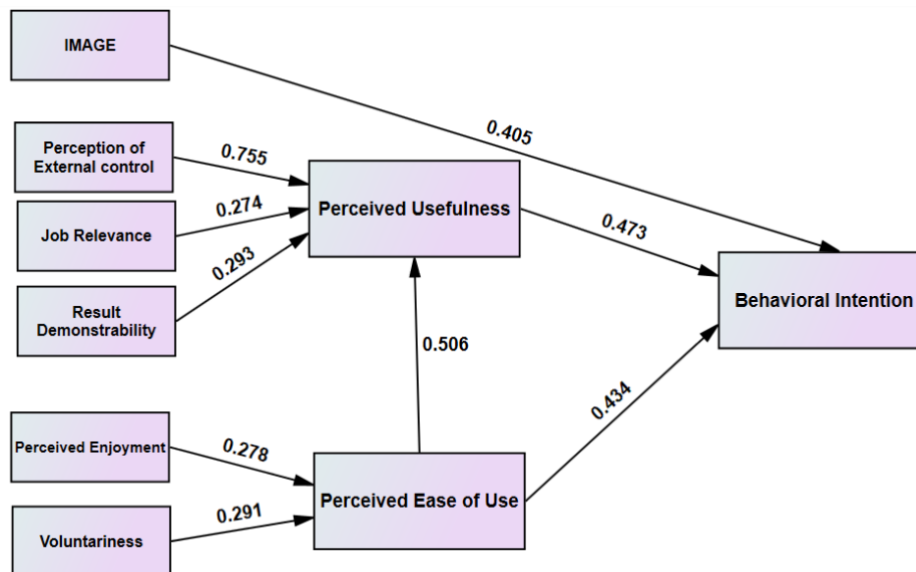 IMAGE
0.405
Perception of
External control
0.755
Perceived Usefulness
Job Relevance
0.274
0.473
Result
Demonstrability
0.293
Behavioral Intention
0.506
0.434
Perceived Enjoyment
0.278
Perceived Ease of Use
Voluntariness
0.291